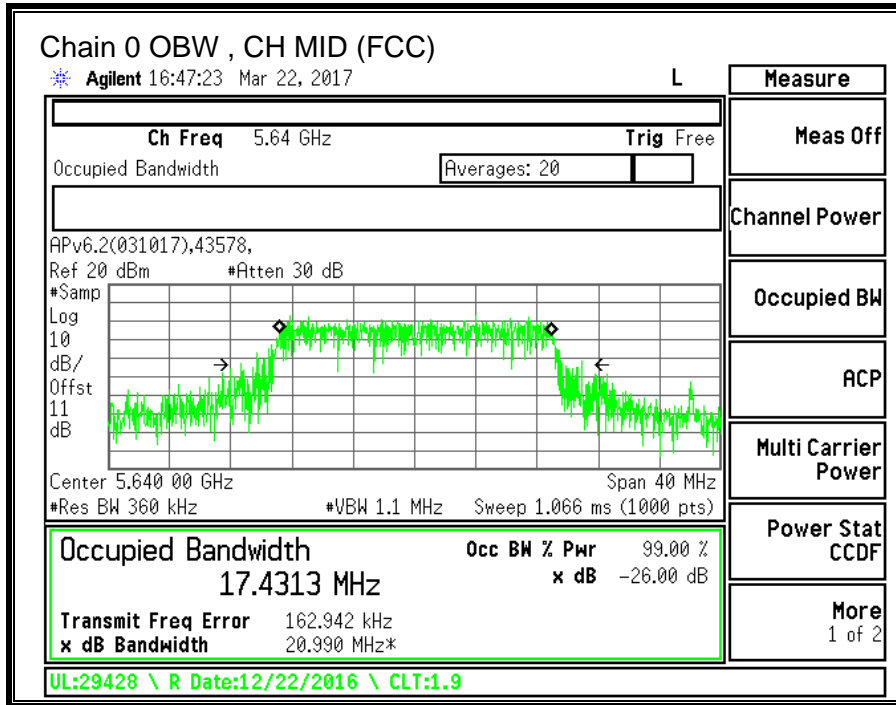 Chain 0 OBW , CH MID (FCC)
Agilent 16:47:23 Mar 22, 2017 L
Measure
Ch Freq 5.64 GHz Trig Free
Occupied Bandwidth Averages: 20
APv6.2(031017),43578,
Ref 20 dBm #Atten 30 dB
#Samp
Log
10
dB/
Offst
11
dB
Center 5.640 00 GHz Span 40 MHz
#Res BW 360 kHz #VBW 1.1 MHz Sweep 1.066 ms (1000 pts)
Occupied Bandwidth Occ BW % Pwr 99.00 %
17.4313 MHz x dB -26.00 dB
Transmit Freq Error 162.942 kHz
x dB Bandwidth 20.990 MHz*
UL:29428 \ R Date:12/22/2016 \ CLT:1.9
Meas Off
Channel Power
Occupied BW
ACP
Multi Carrier
Power
Power Stat
CCDF
More
1 of 2